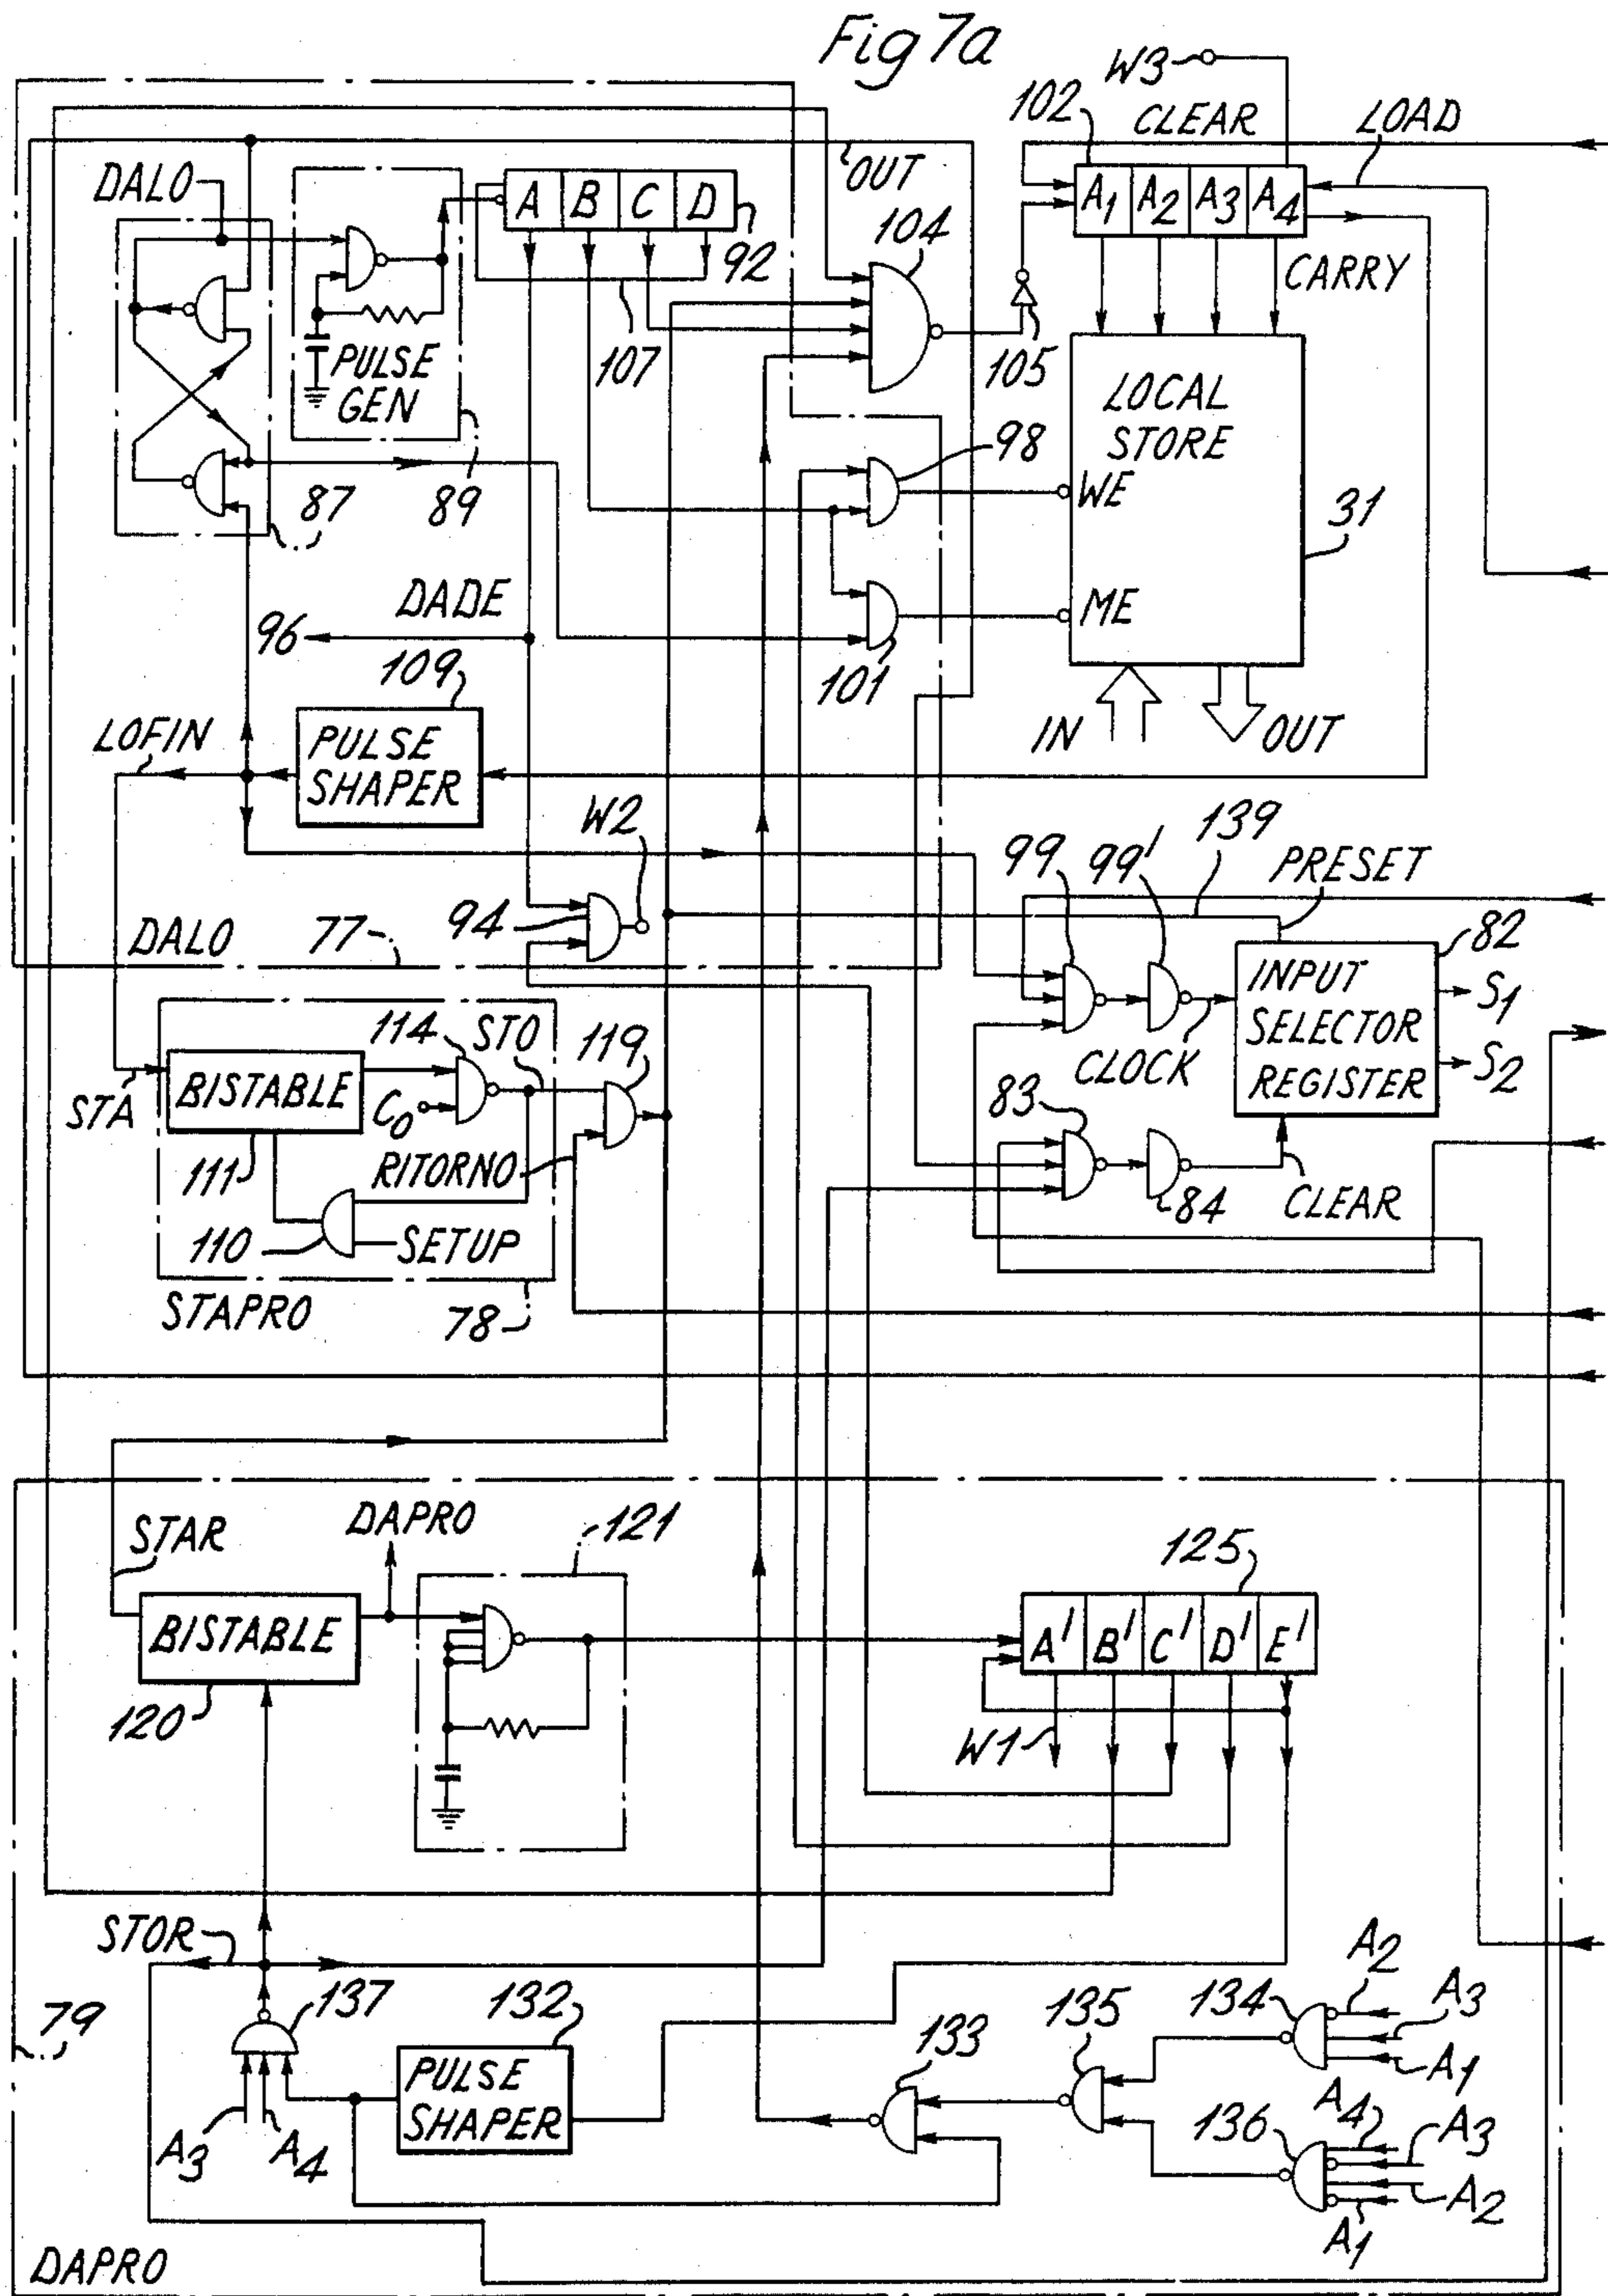 Fig 7a
W3
102
CLEAR
LOAD
DALO
OUT
A B C D
A1 A2 A3 A4
92
104
CARRY
PULSE
GEN
107
105
LOCAL
STORE
98
WE
87
89
31
DADE
96
ME
109
101
LOFIN
PULSE
SHAPER
IN
OUT
W2
139
99
99'
PRESET
94
82
DALO
77
INPUT
SELECTOR
REGISTER
S1
S2
114
STO
119
CLOCK
BISTABLE
STA
C0
83
111
RITORNO
84
CLEAR
110
SETUP
STAPRO
78
DAPRO
121
STAR
125
BISTABLE
A' B' C' D' E'
120
W1
STOR
A2
137
132
135
134
A3
79
133
A1
PULSE
SHAPER
A4
136
A3
A3
A4
A2
A1
DAPRO